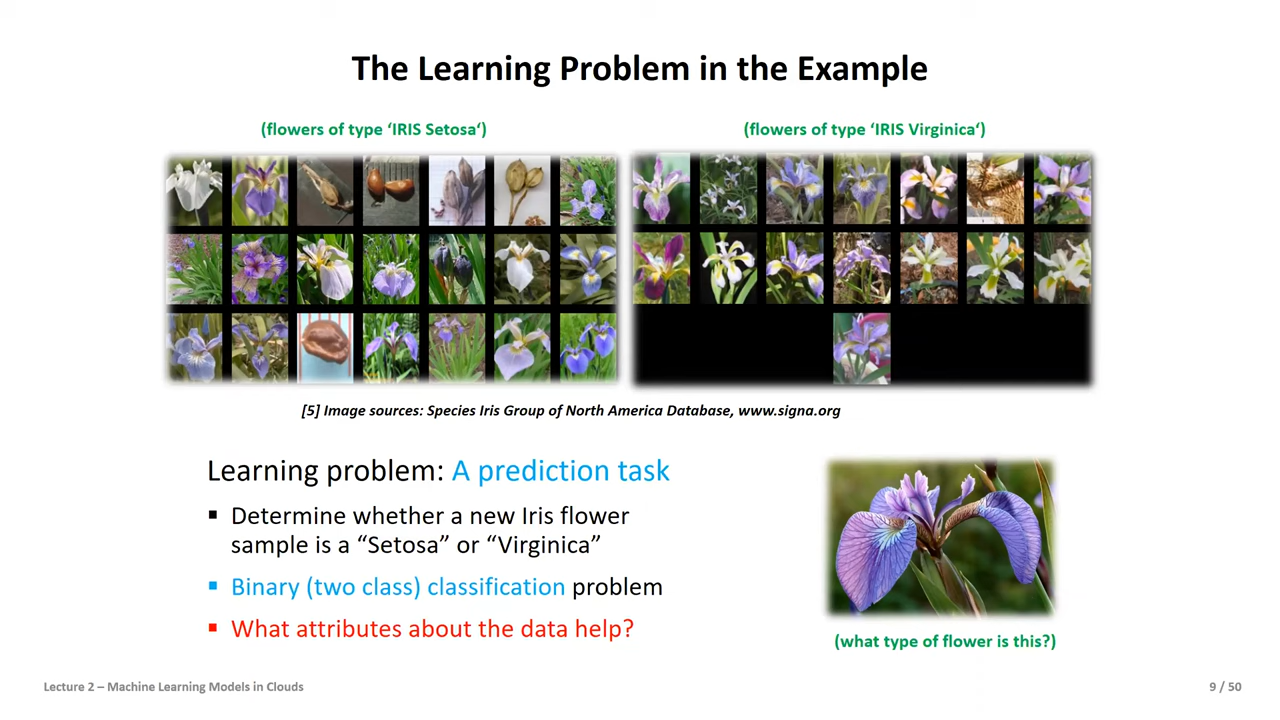 The Learning Problem in the Example
(flowers of type ‘IRIS Setosa‘)
(flowers of type ‘IRIS Virginica‘)
[5] Image sources: Species Iris Group of North America Database, www.signa.org
Learning problem: A prediction task
▪ Determine whether a new Iris flower
sample is a “Setosa” or “Virginica”
▪ Binary (two class) classification problem
▪ What attributes about the data help?
(what type of flower is this?)
Lecture 2 – Machine Learning Models in Clouds
9 / 50